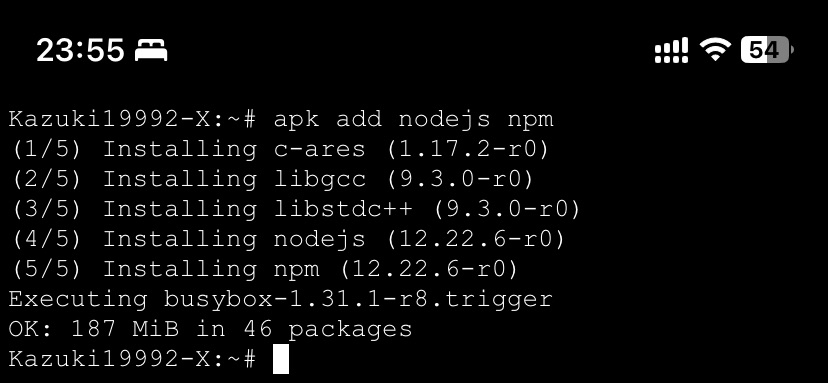 23:55
54
Kazuki19992-X:~# apk add nodejs npm
(1/5) Installing c-ares (1.17.2-r0)
(2/5) Installing libgcc (9.3.0-r0)
(3/5) Installing libstdc++ (9.3.0-r0)
(4/5) Installing nodejs (12.22.6-r0)
(5/5) Installing npm (12.22.6-r0)
Executing busybox-1.31.1-r8.trigger
OK: 187 MiB in 46 packages
Kazuki19992-X:~#